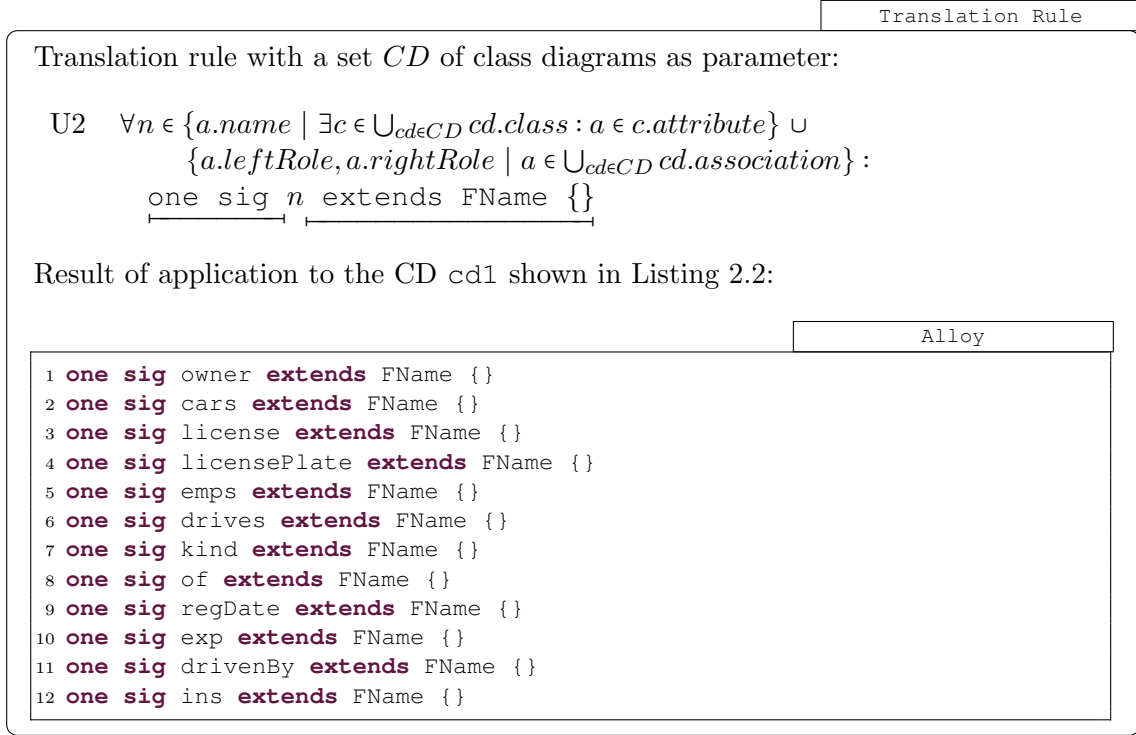 Translation Rule
Translation rule with a set CD of class diagrams as parameter:
U2 ∀n ∈ {a.name | ∃c ∈ ⋃cd∈CD cd.class : a ∈ c.attribute} ∪
{a.leftRole, a.rightRole | a ∈ ⋃cd∈CD cd.association} :
one sig n extends FName {}
Result of application to the CD cd1 shown in Listing 2.2:
Alloy
1 one sig owner extends FName {}
2 one sig cars extends FName {}
3 one sig license extends FName {}
4 one sig licensePlate extends FName {}
5 one sig emps extends FName {}
6 one sig drives extends FName {}
7 one sig kind extends FName {}
8 one sig of extends FName {}
9 one sig regDate extends FName {}
10 one sig exp extends FName {}
11 one sig drivenBy extends FName {}
12 one sig ins extends FName {}